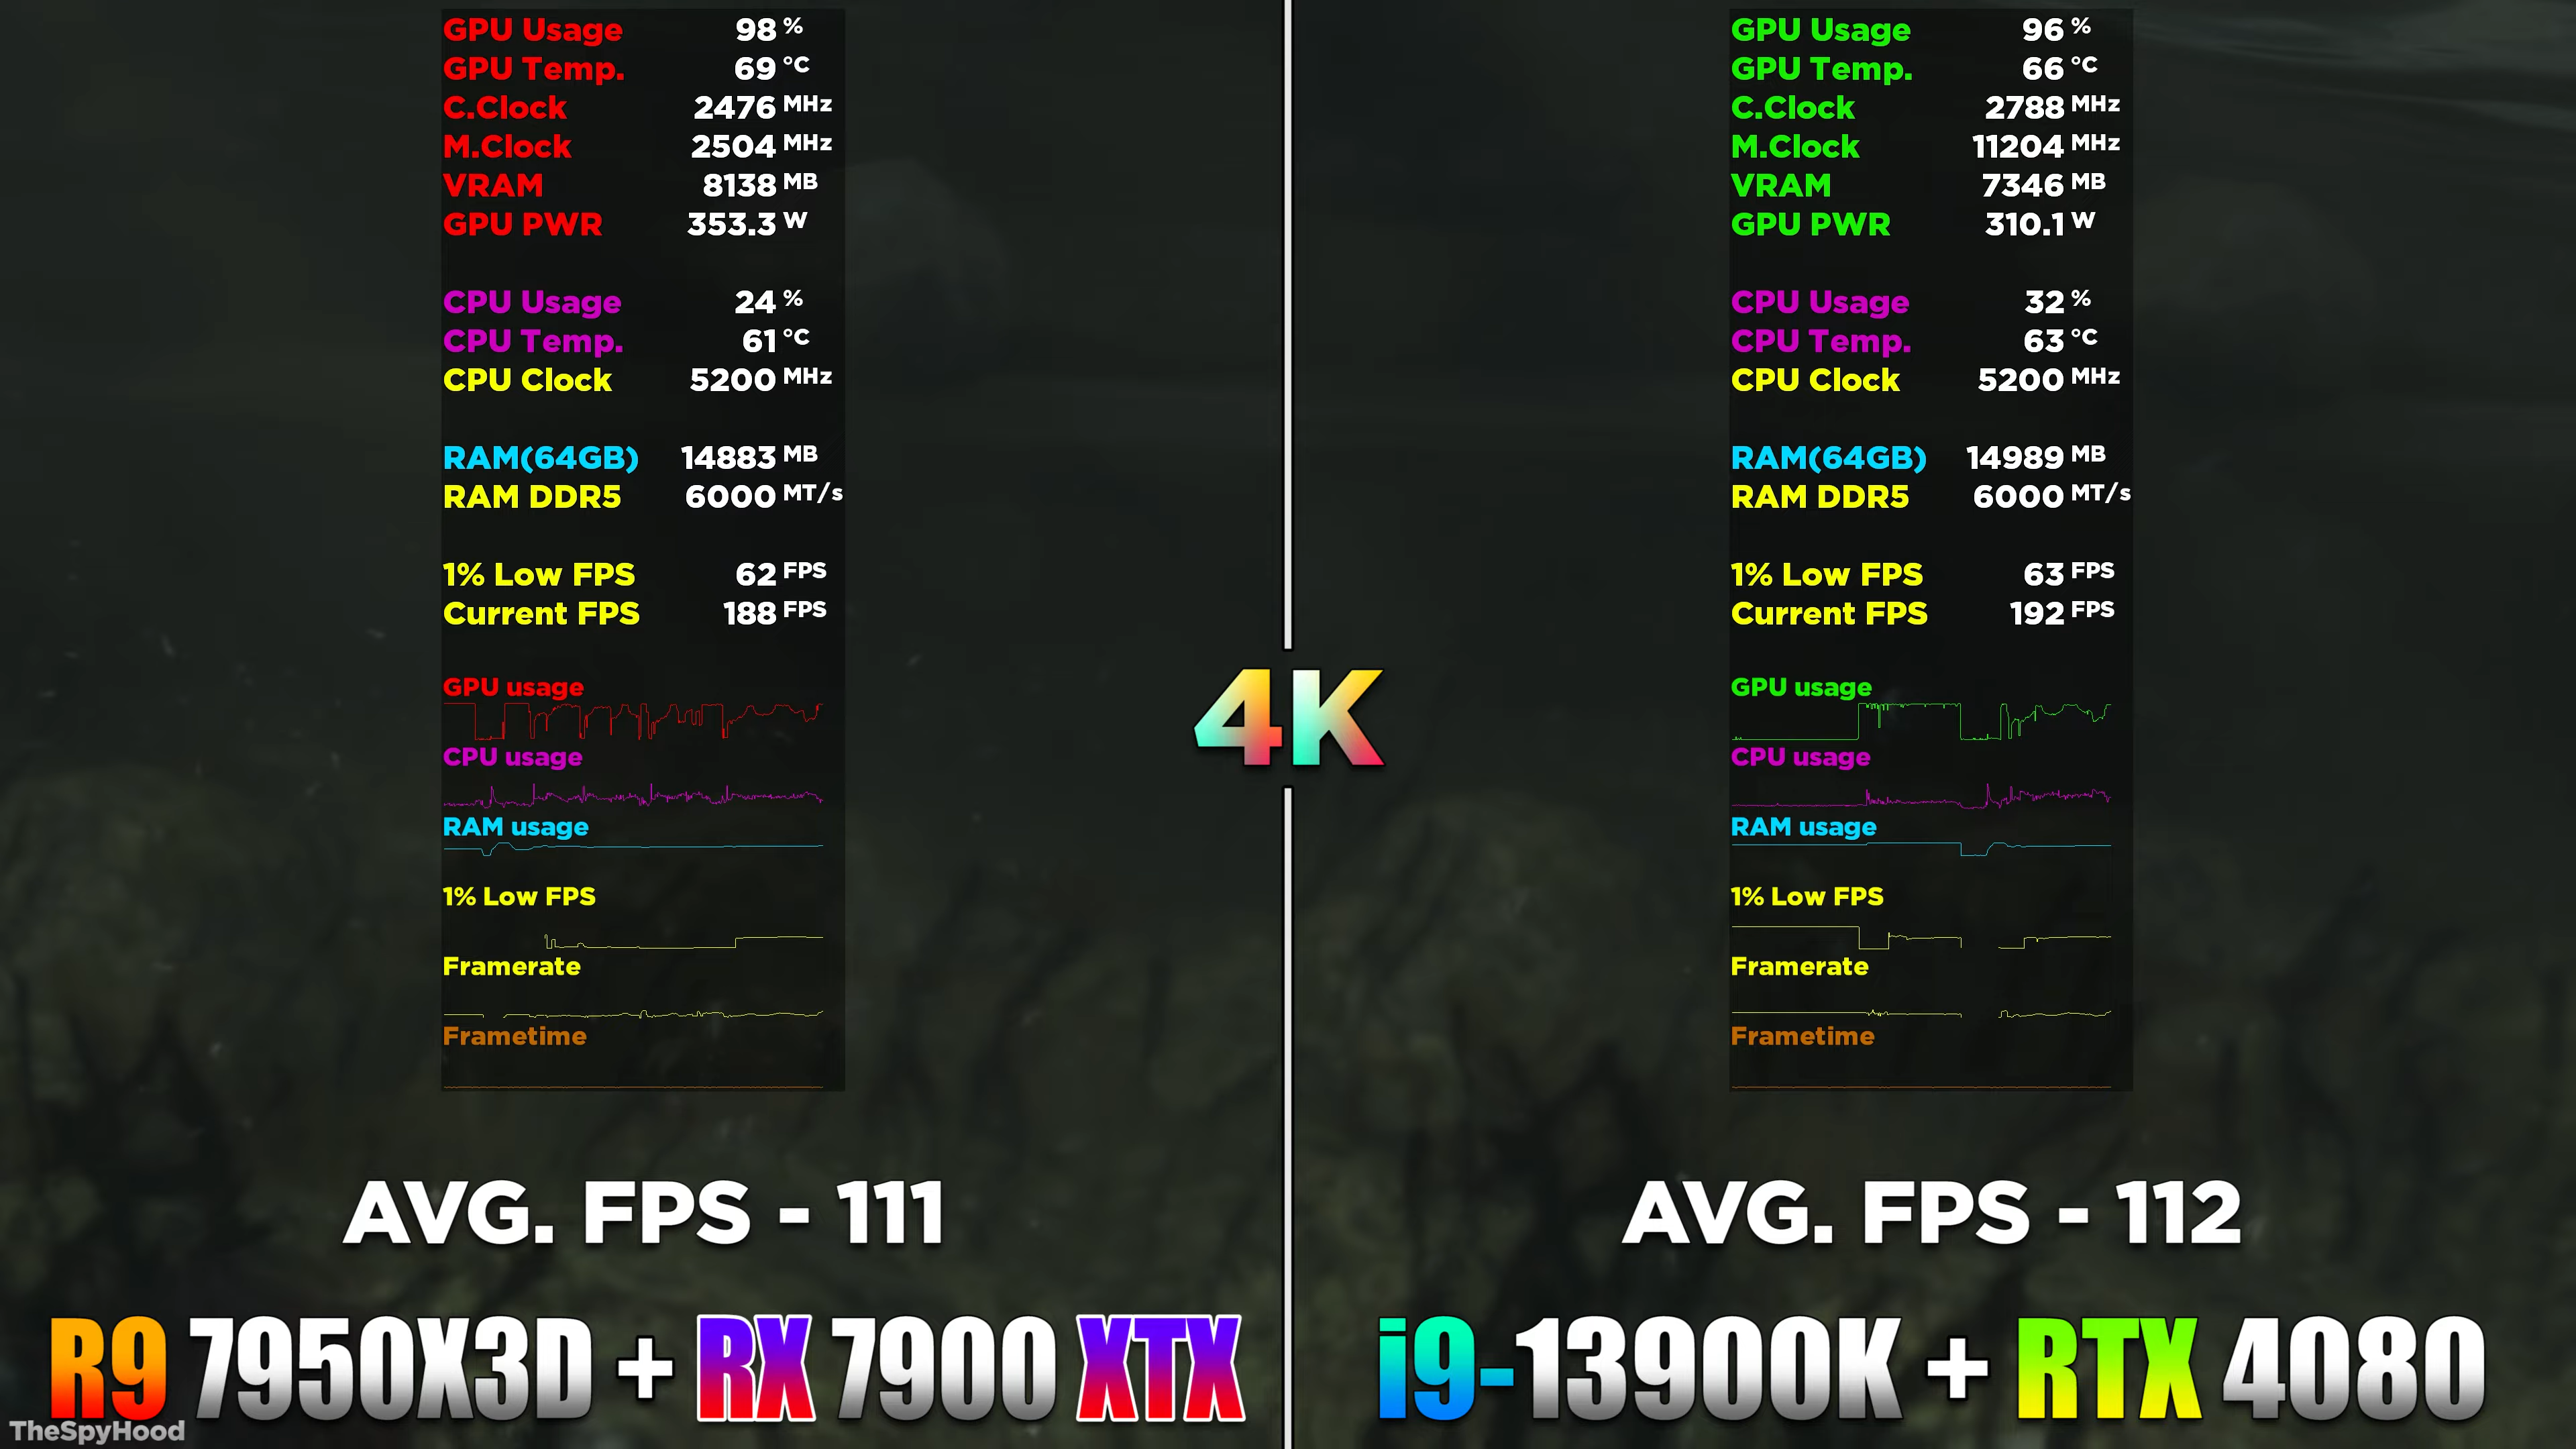 GPU Usage 98 %
GPU Temp. 69 °C
C.Clock 2476 MHz
M.Clock 2504 MHz
VRAM 8138 MB
GPU PWR 353.3 W
CPU Usage 24 %
CPU Temp. 61 °C
CPU Clock 5200 MHz
RAM(64GB) 14883 MB
RAM DDR5 6000 MT/s
1% Low FPS 62 FPS
Current FPS 188 FPS
GPU usage
CPU usage
RAM usage
1% Low FPS
Framerate
Frametime
AVG. FPS - 111
R9 7950X3D + RX 7900 XTX
TheSpyHood
4K
GPU Usage 96 %
GPU Temp. 66 °C
C.Clock 2788 MHz
M.Clock 11204 MHz
VRAM 7346 MB
GPU PWR 310.1 W
CPU Usage 32 %
CPU Temp. 63 °C
CPU Clock 5200 MHz
RAM(64GB) 14989 MB
RAM DDR5 6000 MT/s
1% Low FPS 63 FPS
Current FPS 192 FPS
GPU usage
CPU usage
RAM usage
1% Low FPS
Framerate
Frametime
AVG. FPS - 112
i9-13900K + RTX 4080